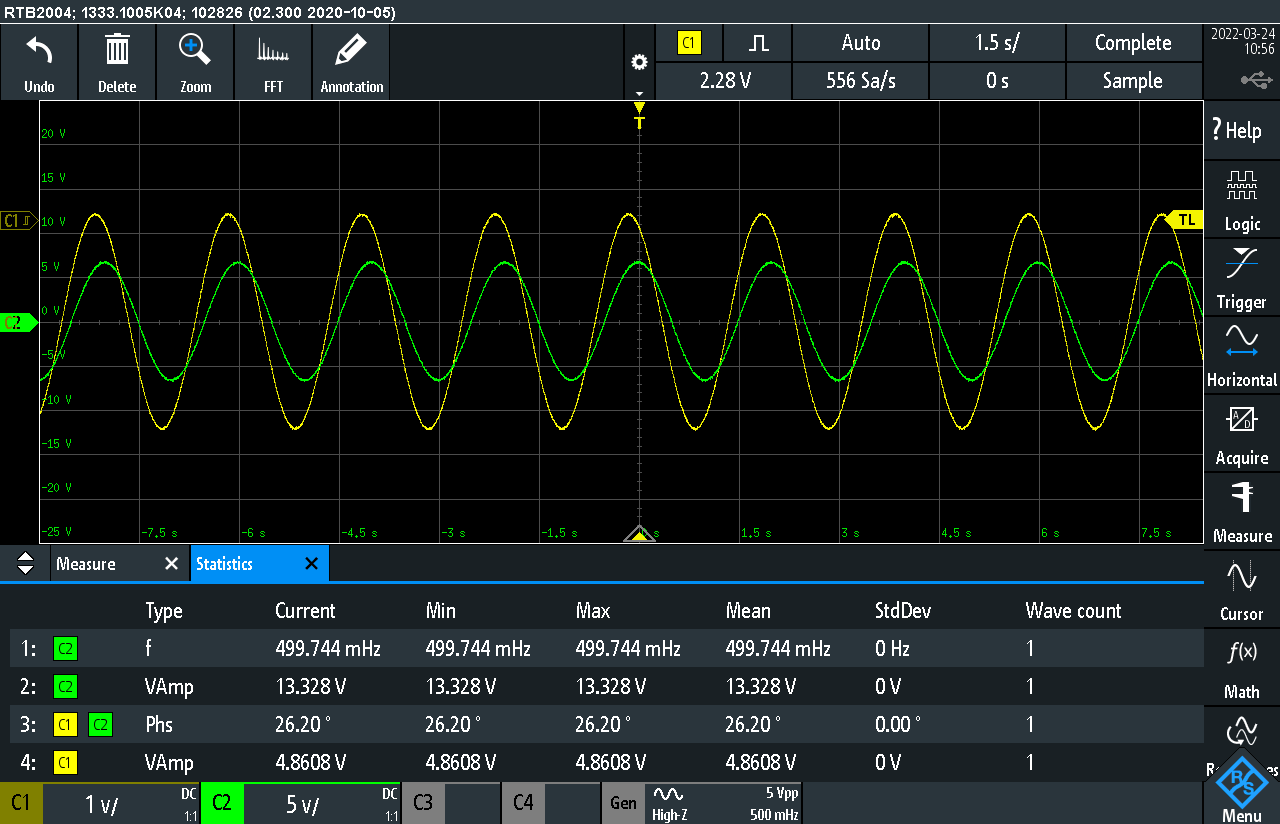 RTB2004; 1333.1005K04; 102826 (02.300 2020-10-05)
Undo Delete Zoom FFT Annotation
C1 Auto 1.5 s/ Complete
2.28 V 556 Sa/s 0 s Sample
2022-03-24
10:56
T
20 V
15 V
C1 10 V TL
5 V
C2 0 V
-5 V
-10 V
-15 V
-20 V
-25 V
-7.5 s -6 s -4.5 s -3 s -1.5 s s 1.5 s 3 s 4.5 s 6 s 7.5 s
? Help
Logic
Trigger
Horizontal
A D
Acquire
Measure
Cursor
f(x)
Math
R&S
Menu
Measure X Statistics X
Type Current Min Max Mean StdDev Wave count
1: C2 f 499.744 mHz 499.744 mHz 499.744 mHz 499.744 mHz 0 Hz 1
2: C2 VAmp 13.328 V 13.328 V 13.328 V 13.328 V 0 V 1
3: C1 C2 Phs 26.20 ° 26.20 ° 26.20 ° 26.20 ° 0.00 ° 1
4: C1 VAmp 4.8608 V 4.8608 V 4.8608 V 4.8608 V 0 V 1
C1 1 V/ DC 1:1 C2 5 V/ DC 1:1 C3 C4 Gen High-Z 5 Vpp 500 mHz